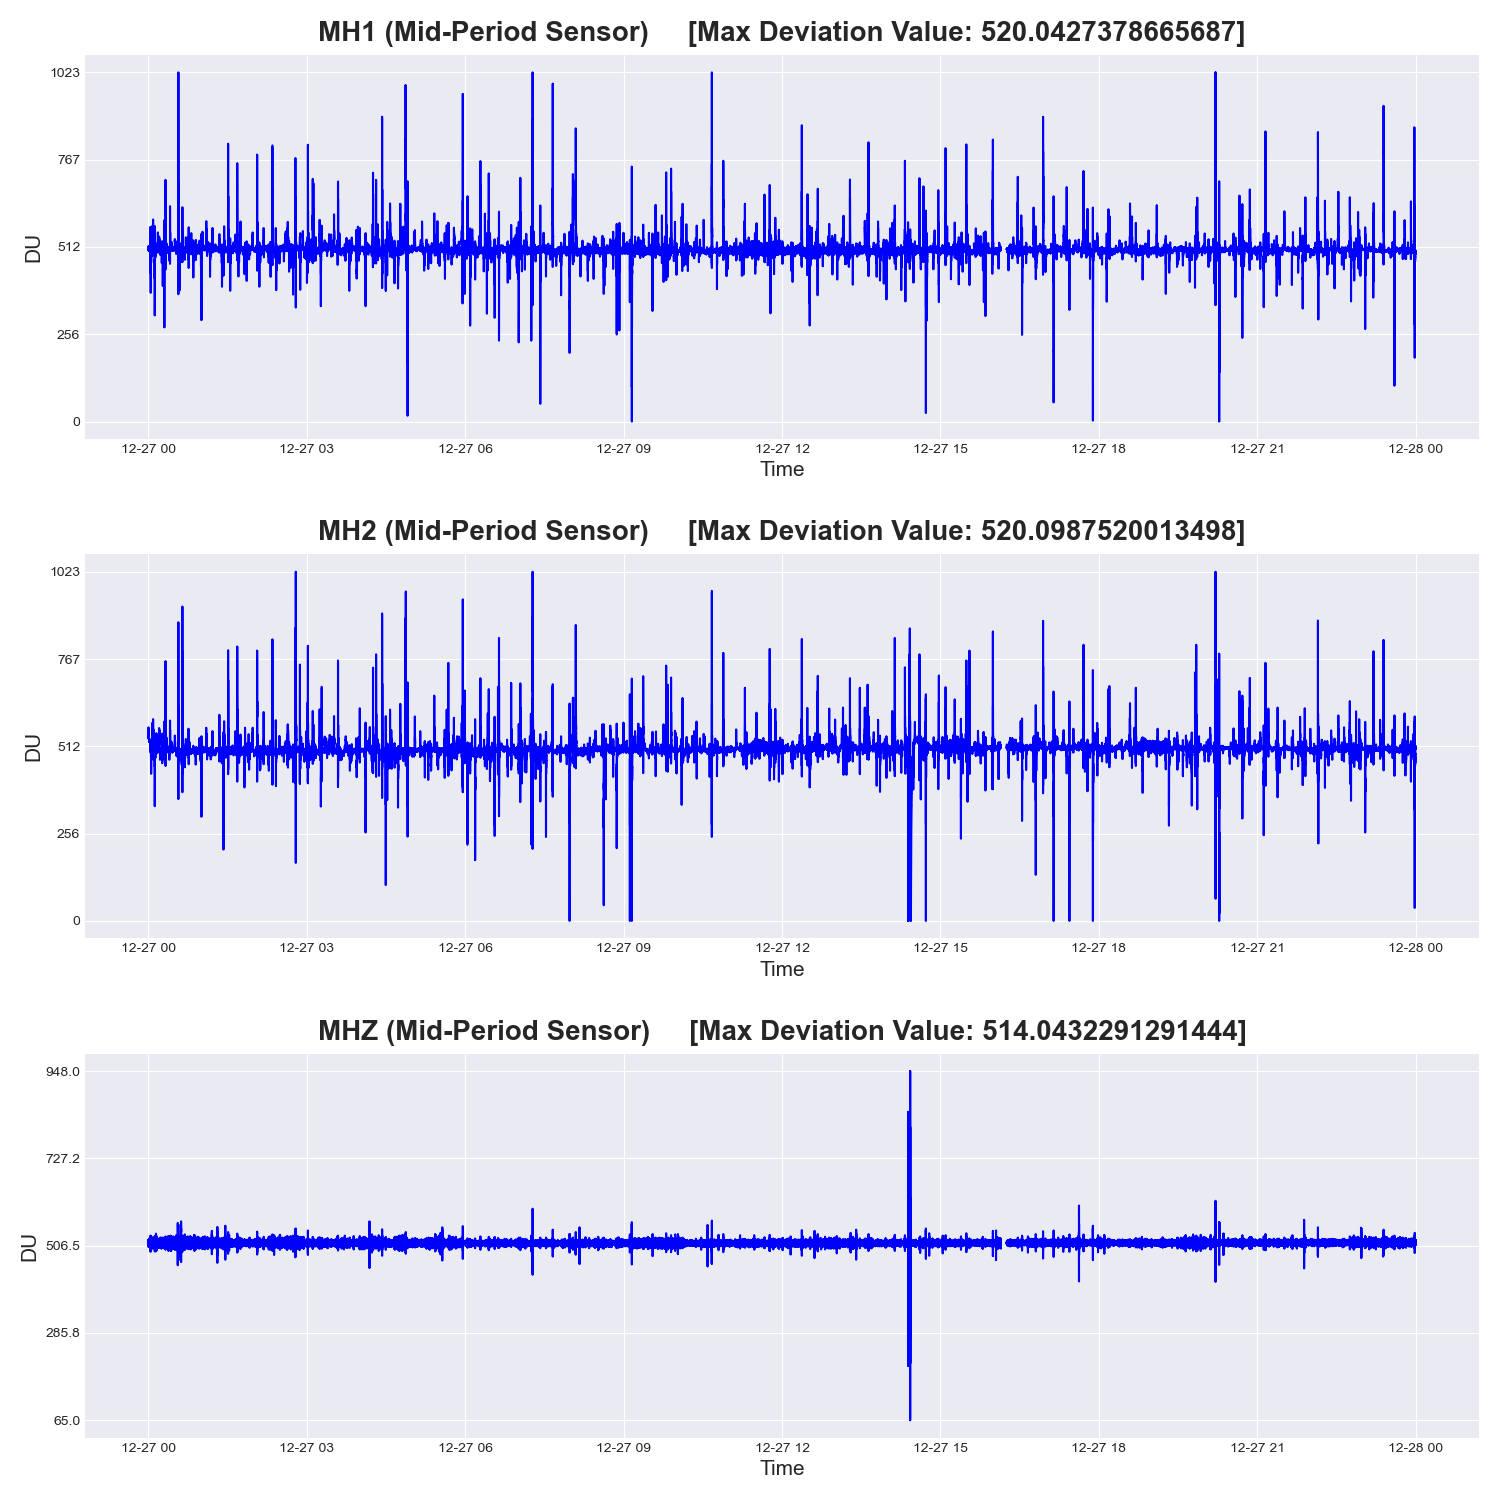 MH1 (Mid-Period Sensor) [Max Deviation Value: 520.0427378665687]
1023
767
512
256
0
DU
12-27 00 12-27 03 12-27 06 12-27 09 12-27 12 12-27 15 12-27 18 12-27 21 12-28 00
Time
MH2 (Mid-Period Sensor) [Max Deviation Value: 520.0987520013498]
1023
767
512
256
0
DU
12-27 00 12-27 03 12-27 06 12-27 09 12-27 12 12-27 15 12-27 18 12-27 21 12-28 00
Time
MHZ (Mid-Period Sensor) [Max Deviation Value: 514.0432291291444]
948.0
727.2
506.5
285.8
65.0
DU
12-27 00 12-27 03 12-27 06 12-27 09 12-27 12 12-27 15 12-27 18 12-27 21 12-28 00
Time